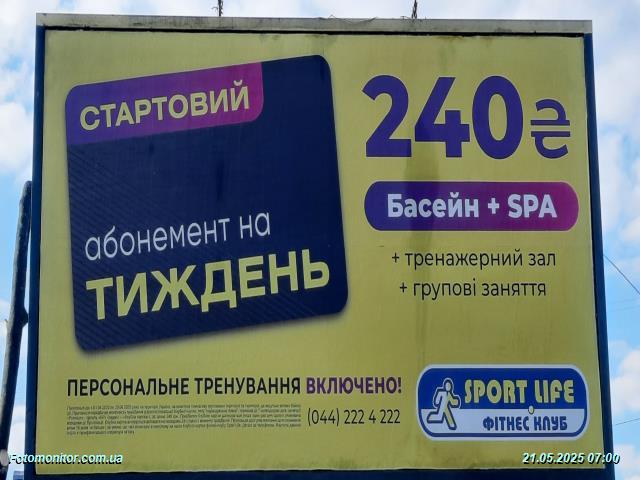 СТАРТОВИЙ
абонемент на
ТИЖДЕНЬ
240₴
Басейн + SPA
+ тренажерний зал
+ групові заняття
ПЕРСОНАЛЬНЕ ТРЕНУВАННЯ ВКЛЮЧЕНО!
(044) 222 4 222
SPORT LIFE
ФІТНЕС КЛУБ
Fotomonitor.com.ua
21.05.2025 07:00